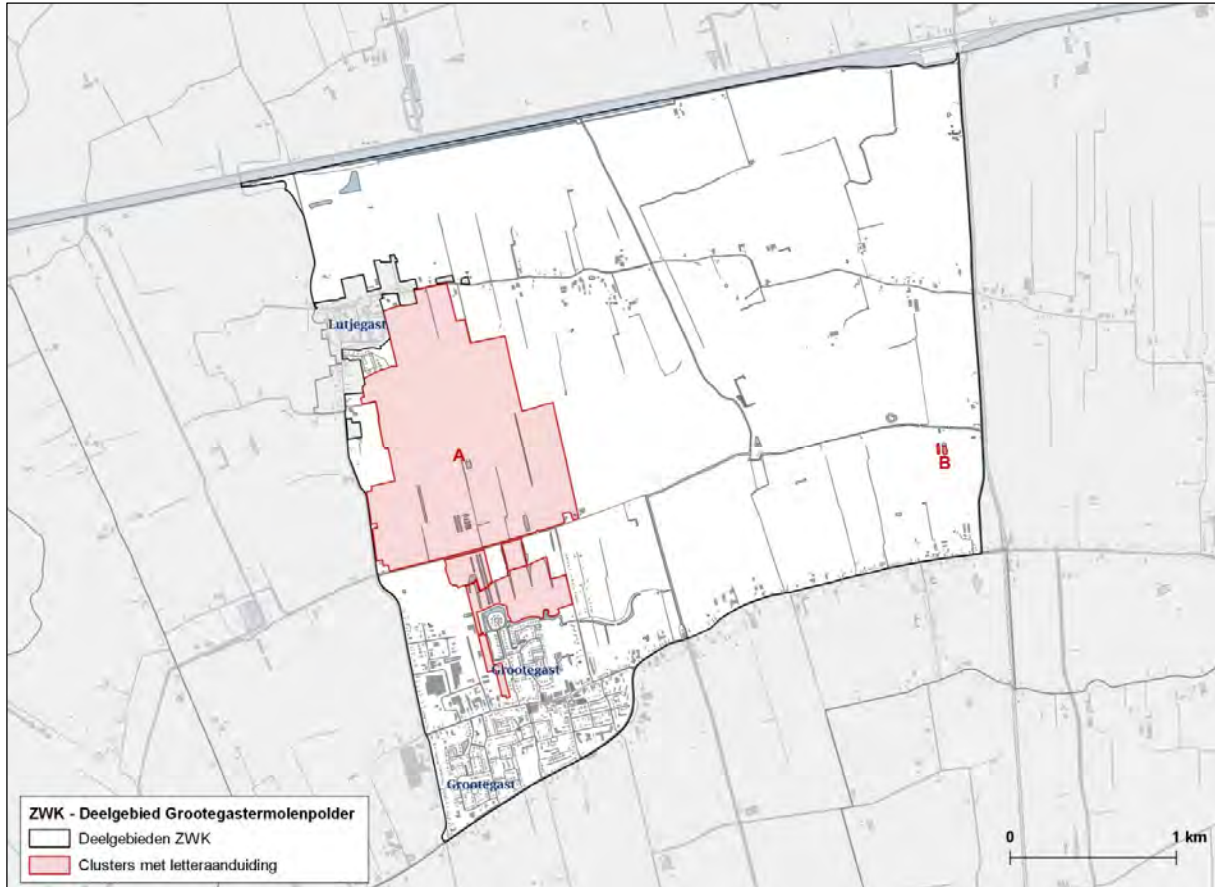 Lutjegast
A
B
Grootegast
Grootegast
ZWK - Deelgebied Grootegastermolenpolder
Deelgebieden ZWK
Clusters met letteraanduiding
0 1 km